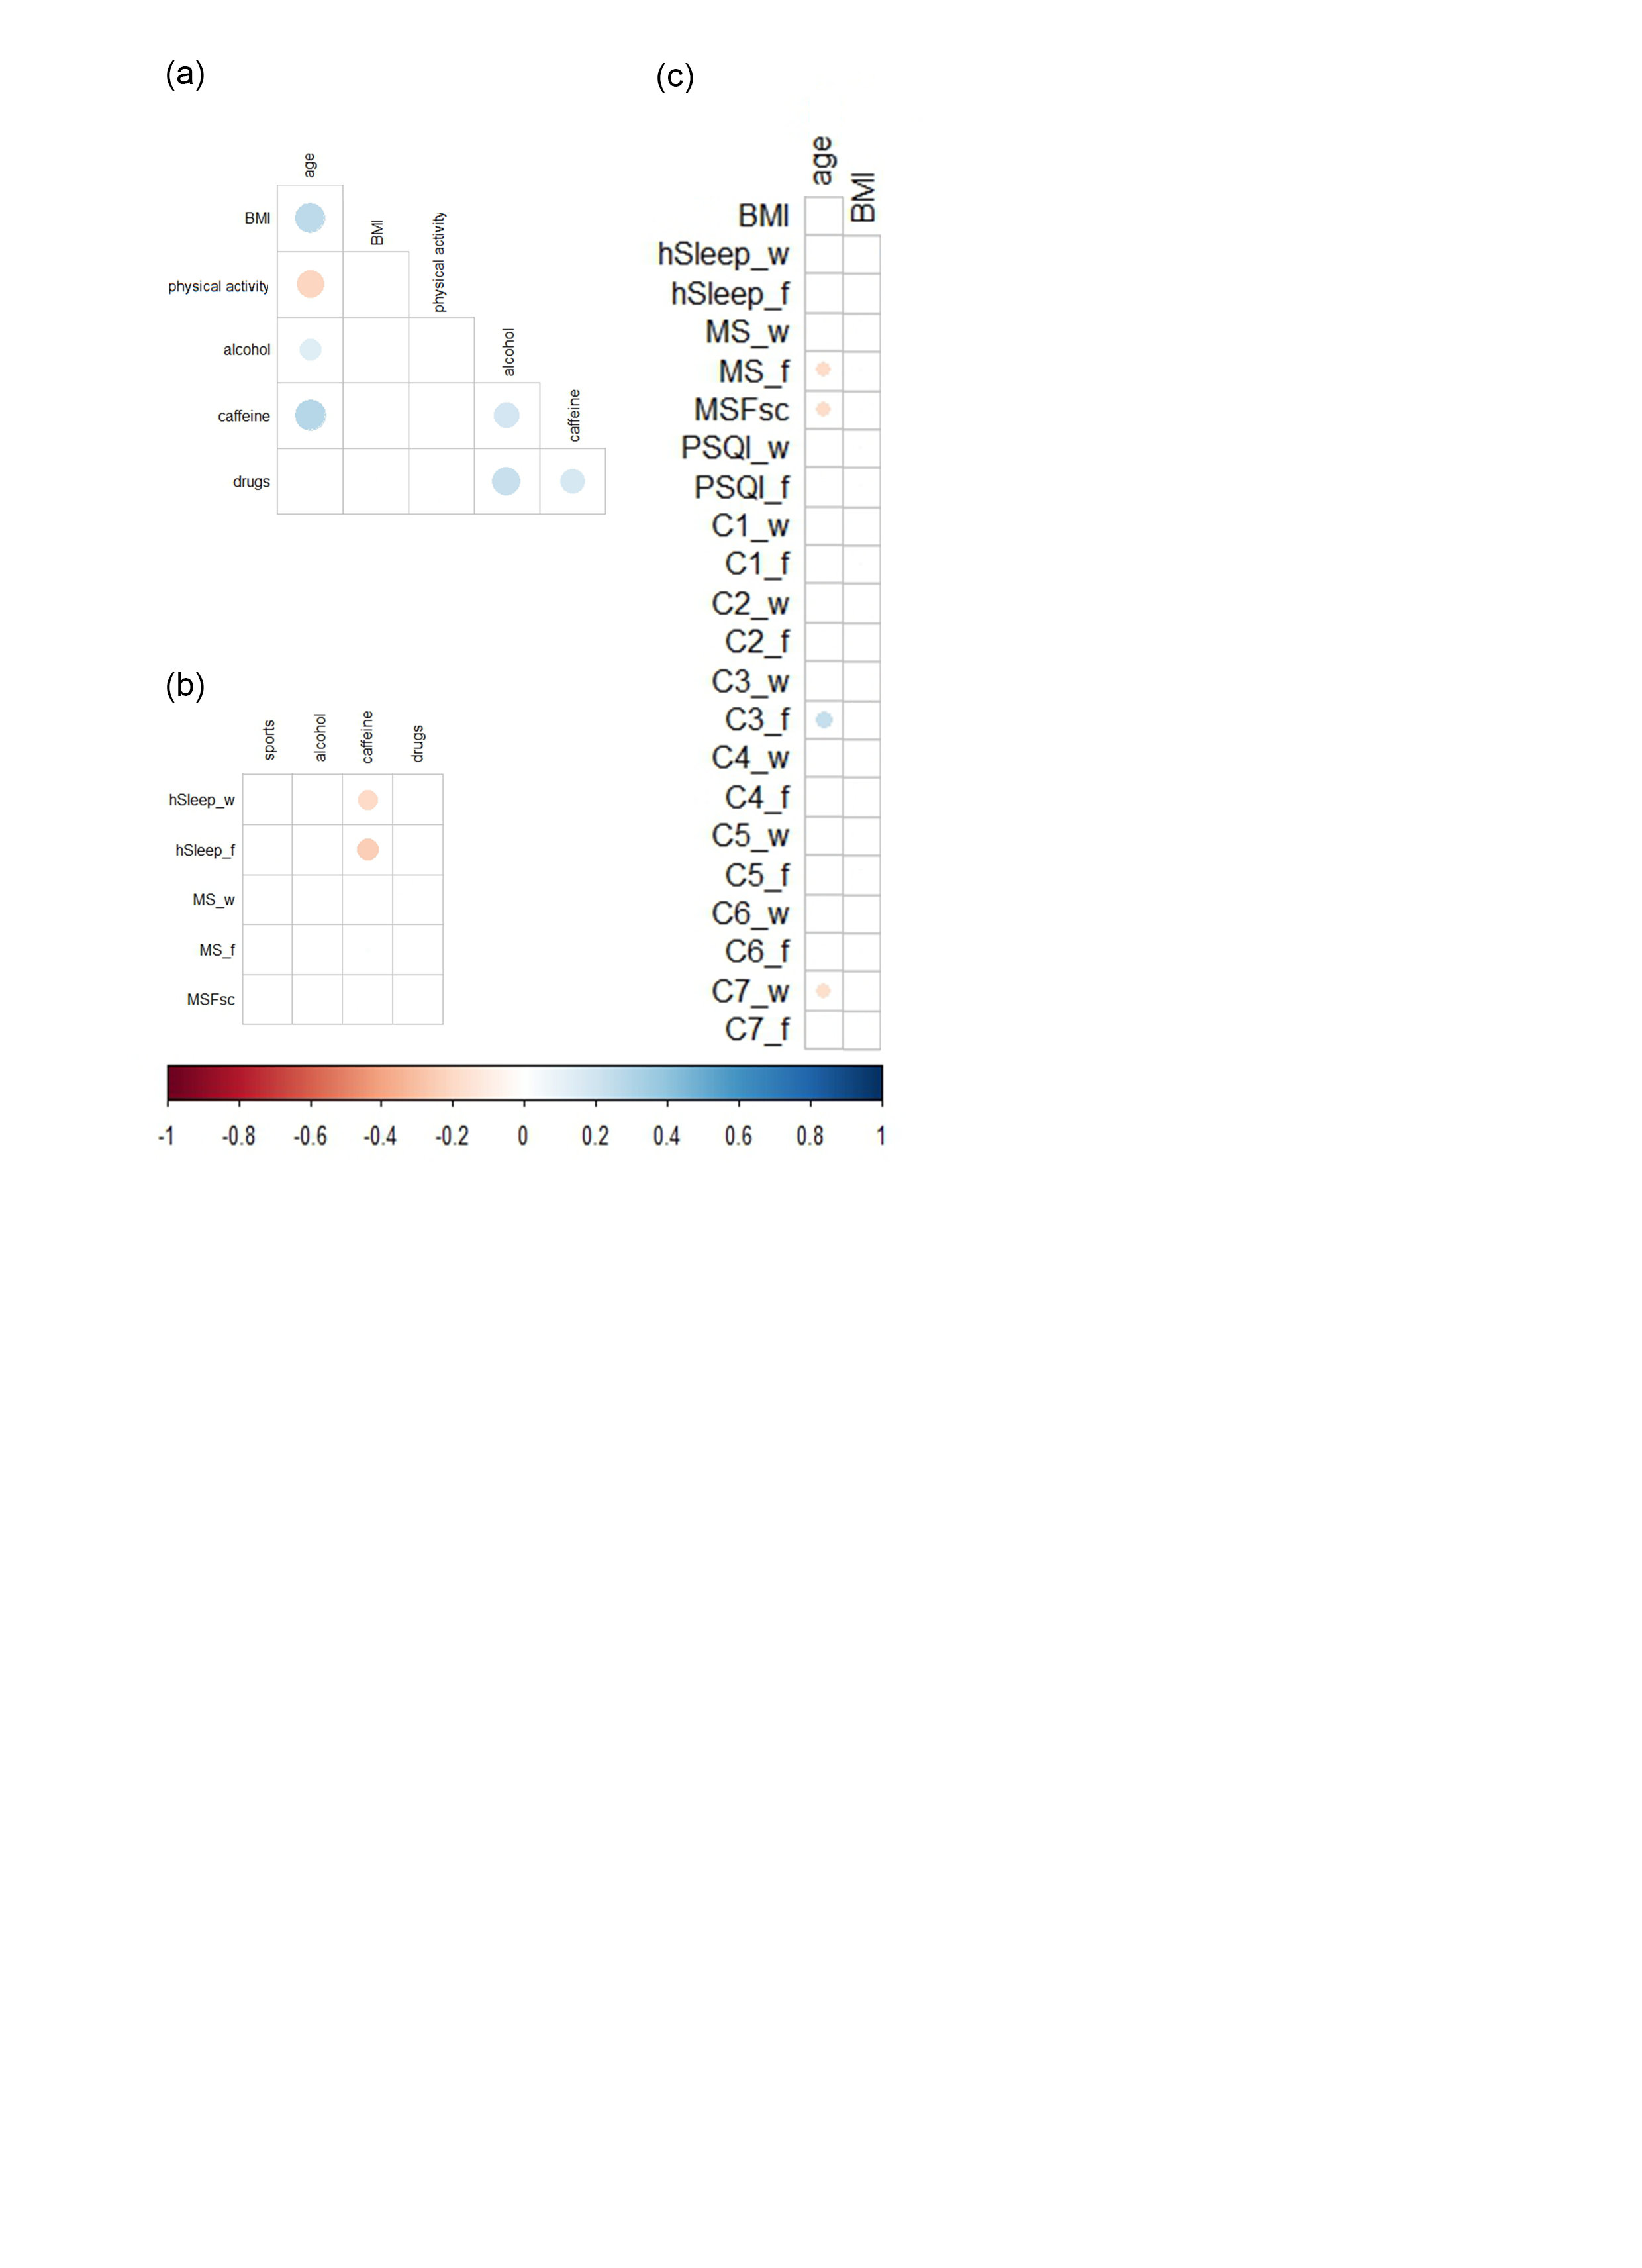 (a)
age
BMI
BMI
physical activity
physical activity
alcohol
alcohol
caffeine
caffeine
drugs
(b)
sports
alcohol
caffeine
drugs
hSleep_w
hSleep_f
MS_w
MS_f
MSFsc
(c)
age
BMI
BMI
hSleep_w
hSleep_f
MS_w
MS_f
MSFsc
PSQI_w
PSQI_f
C1_w
C1_f
C2_w
C2_f
C3_w
C3_f
C4_w
C4_f
C5_w
C5_f
C6_w
C6_f
C7_w
C7_f
-1 -0.8 -0.6 -0.4 -0.2 0 0.2 0.4 0.6 0.8 1